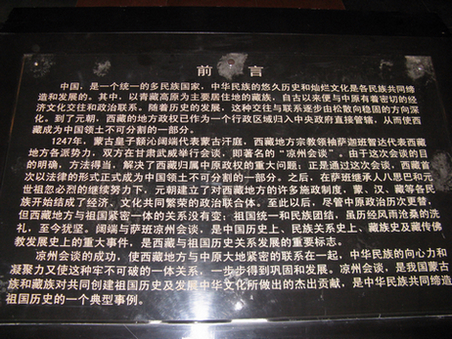 前 言
中国，是一个统一的多民族国家，中华民族的悠久历史和灿烂文化是各民族共同缔
造和发展的。其中，以青藏高原为主要居住地的藏族，自古以来便与中原有着密切的经
济文化交往和政治联系。随着历史的发展，这种交往与联系逐步由松散向稳固的方向深
化。到了元朝，西藏的地方政权已作为一个行政区域归入中央政府直接管辖，从而使西
藏成为中国领土不可分割的一部分。
1247年，蒙古皇子额沁阔端代表蒙古汗庭，西藏地方宗教领袖萨迦班智达代表西藏
地方各派势力，双方在甘肃武威举行会谈，即著名的“凉州会谈”。由于这次会谈的目
的明确，方法得当，解决了西藏归属中原政权的重大问题；正是通过这次会谈，西藏首
次以法律的形式正式成为中国领土不可分割的一部分。之后，在萨班继承人八思巴和元
世祖忽必烈的继续努力下，元朝建立了对西藏地方的许多施政制度，蒙、汉、藏等各民
族开始结成了经济、文化共同繁荣的政治联合体。至此以后，尽管中原政治历次更替，
但西藏地方与祖国紧密一体的关系没有变；祖国统一和民族团结，虽历经风雨沧桑的洗
礼，至今犹坚。阔端与萨班凉州会谈，是中国历史上、民族关系史上、藏族史及藏传佛
教发展史上的重大事件，是西藏与祖国历史关系发展的重要标志。
凉州会谈的成功，使西藏地方与中原大地紧密的联系在一起，中华民族的向心力和
凝聚力又使这种牢不可破的一体关系，一步步得到巩固和发展。凉州会谈，是我国蒙古
族和藏族对共同创建祖国历史及发展中华文化所做出的杰出贡献，是中华民族共同缔造
祖国历史的一个典型事例。